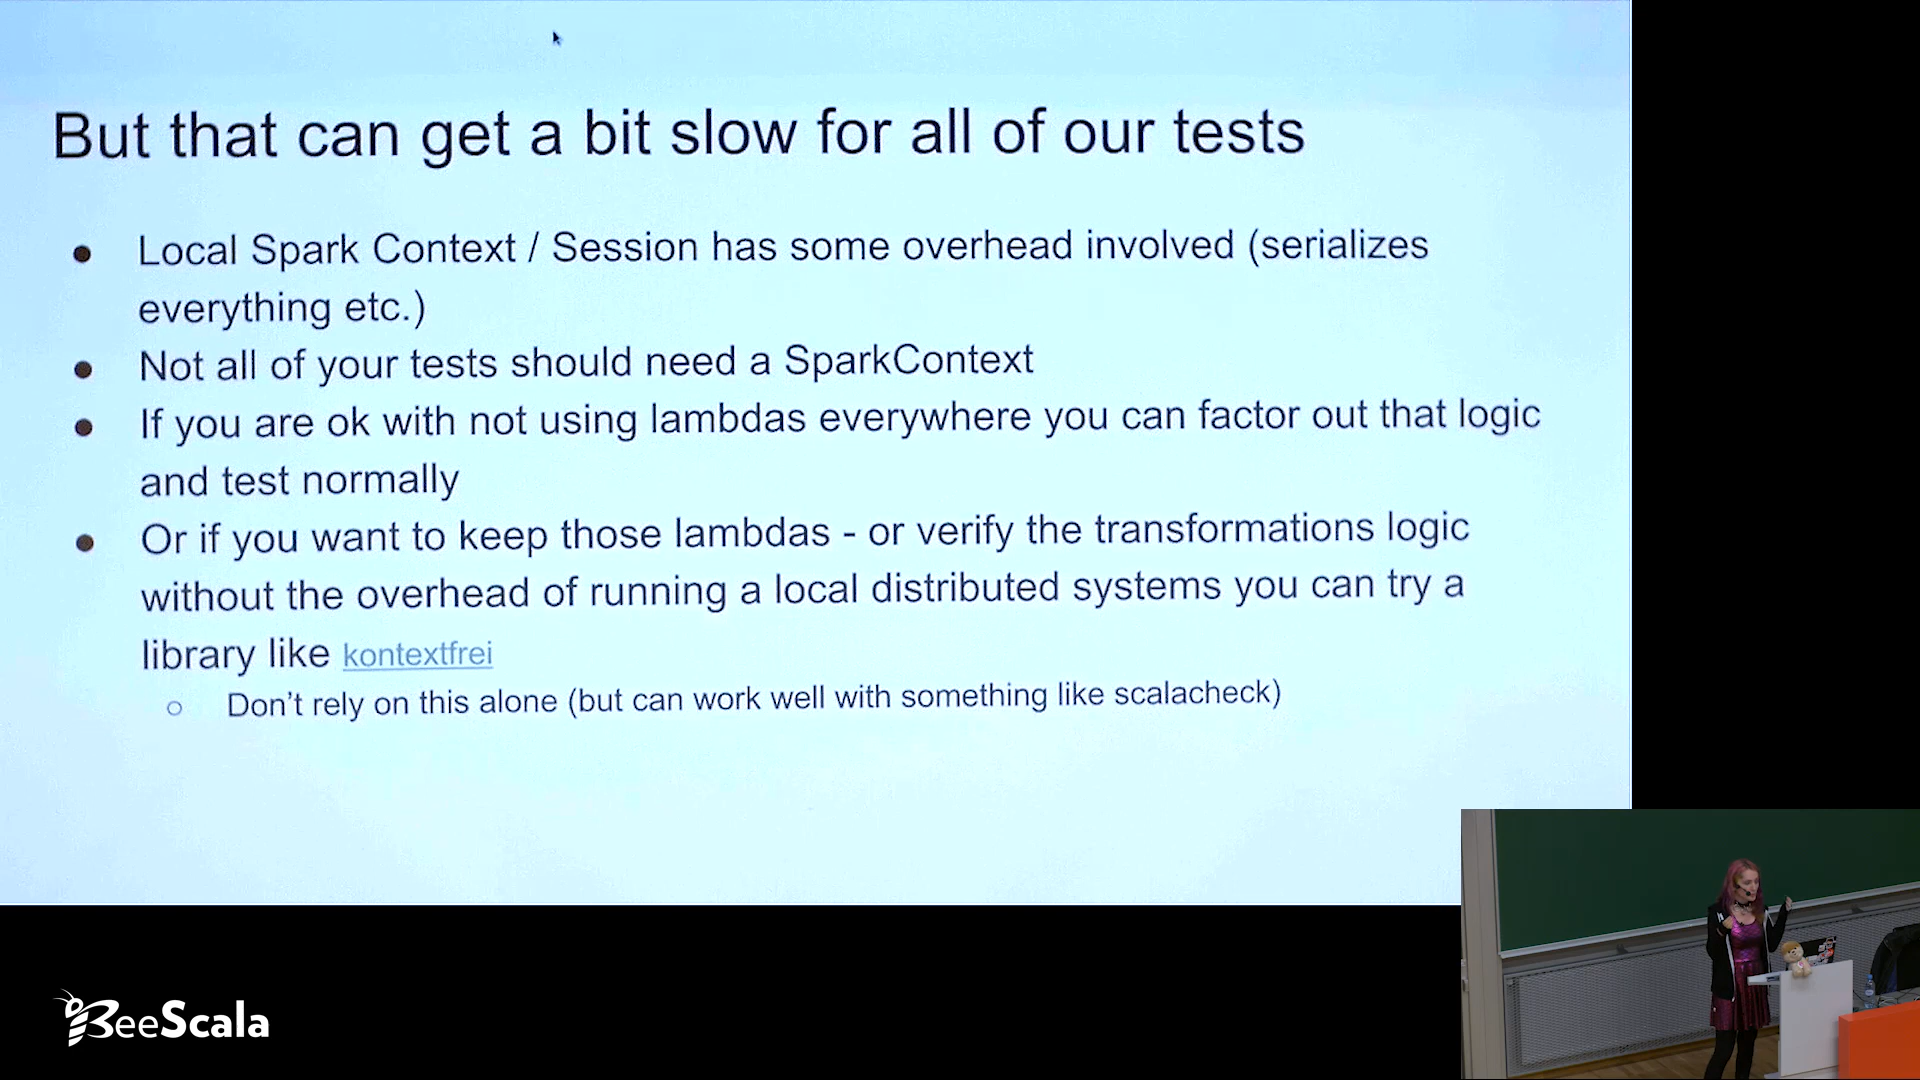 But that can get a bit slow for all of our tests
● Local Spark Context / Session has some overhead involved (serializes
everything etc.)
● Not all of your tests should need a SparkContext
● If you are ok with not using lambdas everywhere you can factor out that logic
and test normally
● Or if you want to keep those lambdas - or verify the transformations logic
without the overhead of running a local distributed systems you can try a
library like kontextfrei
○ Don't rely on this alone (but can work well with something like scalacheck)
BeeScala